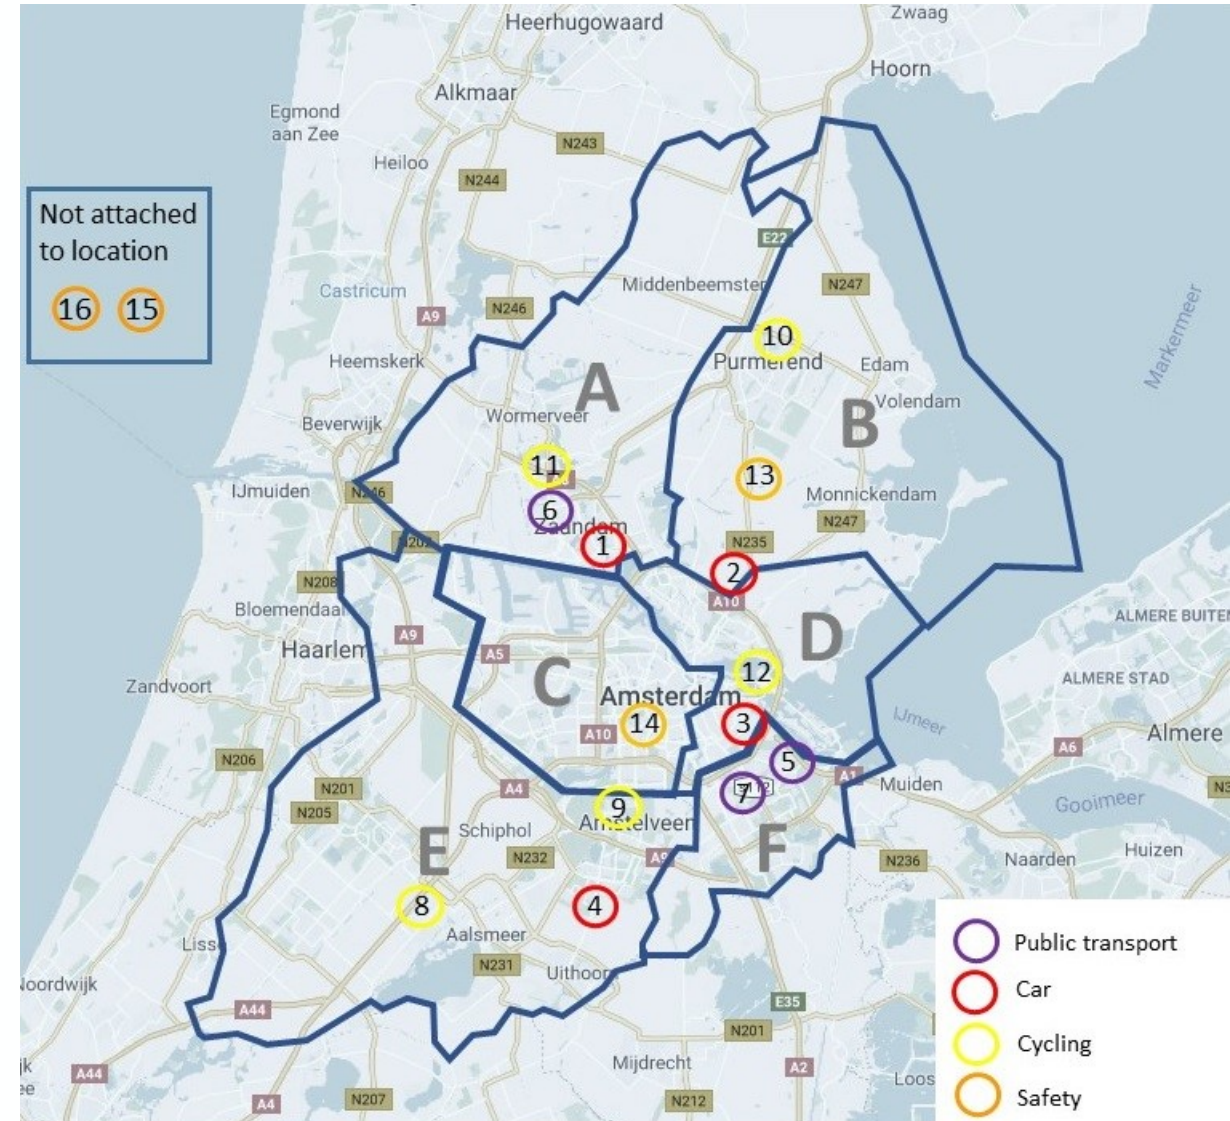 Zwaag
Heerhugowaard
Hoorn
Alkmaar
Egmond
aan Zee
N243
Heiloo
N244
Not attached
to location
16 15
E22
Castricum
Middenbeemster
N247
N246
A9
Markermeer
10
Heemskerk
Purmerend
Edam
A
Wormerveer
Volendam
B
Beverwijk
11
13
IJmuiden
N246
Monnickendam
6
Zaandam
N247
1
N235
2
N208
A10
Bloemendaal
ALMERE BUITEN
A9
D
Haarlem
A5
C
12
ALMERE STAD
Zandvoort
Amsterdam
14
3
IJmeer
A10
Almere
A6
N206
5
A1
N201
A4
7
Muiden
N205
9
Gooimeer
Amstelveen
Schiphol
E
F
N232
A9
N236
Naarden
Huizen
8
4
Aalsmeer
Public transport
N231
Uithoorn
Car
A44
E35
N201
Cycling
Mijdrecht
A2
A44
A4
N207
N212
Safety